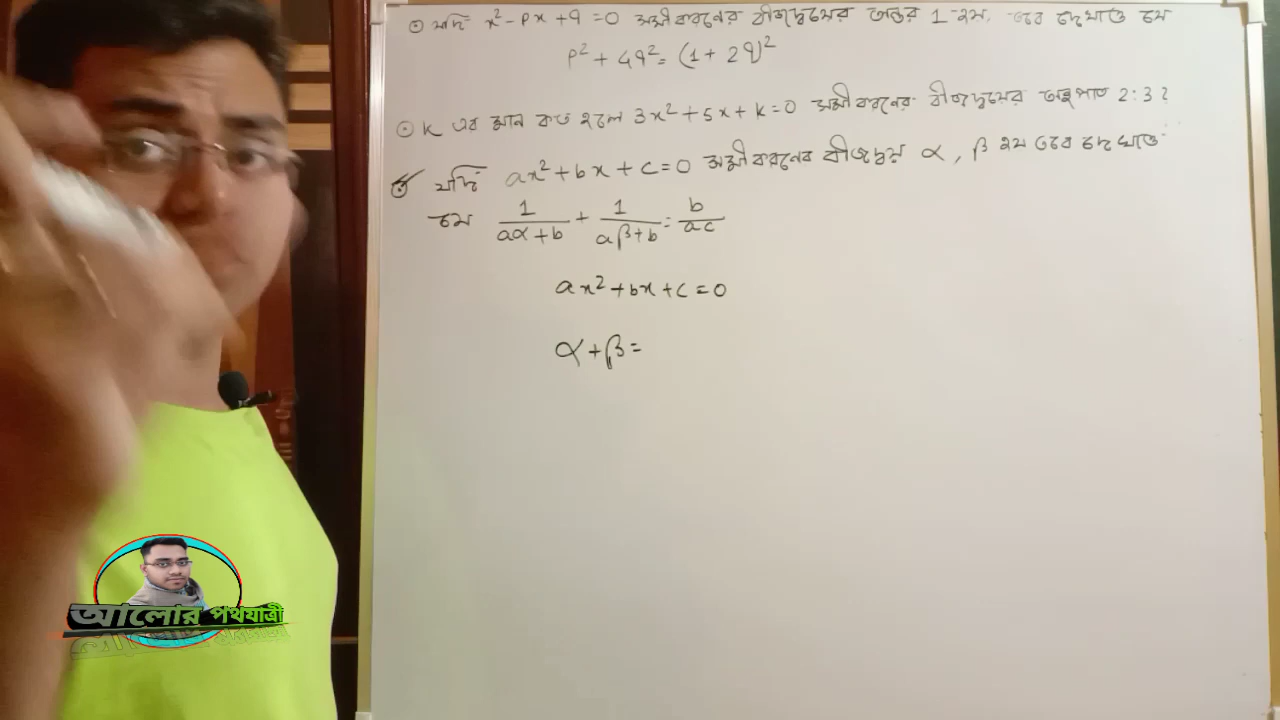 ⊙ যদি x² - px + q = 0 সমীকরণের বীজদ্বয়ের অন্তর 1 হয়, তবে দেখাও যে
p² + 4q² = (1 + 2q)²
⊙ k এর মান কত হলে 3x² + 5x + k = 0 সমীকরণের বীজদ্বয়ের অনুপাত 2:3?
যদি ax² + bx + c = 0 সমীকরণের বীজদ্বয় α, β হয় তবে দেখাও
যে 1/(aα + b) + 1/(aβ + b) = b/ac
ax² + bx + c = 0
α + β =
আলোর পথযাত্রী